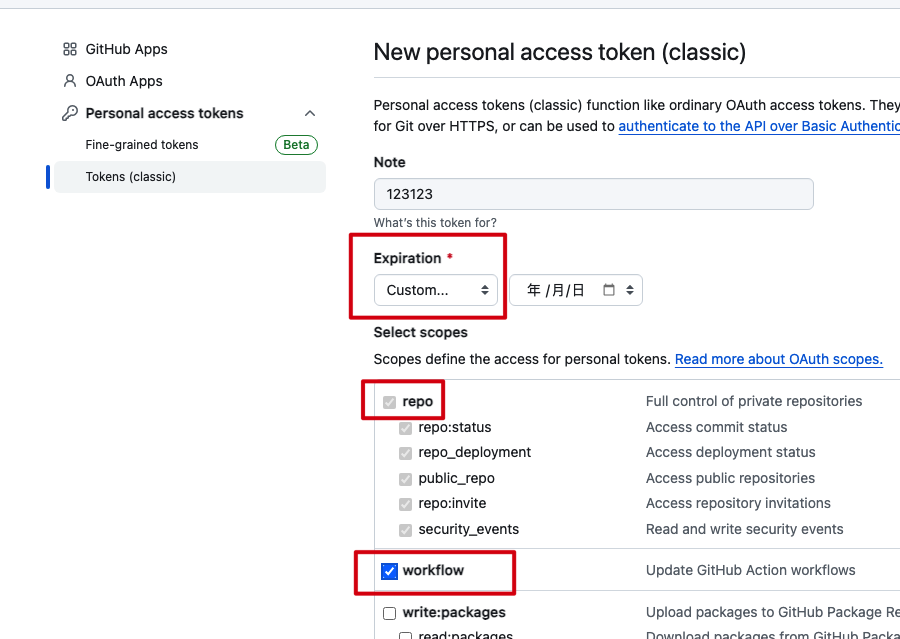 GitHub Apps
OAuth Apps
Personal access tokens
Fine-grained tokens Beta
Tokens (classic)
New personal access token (classic)
Personal access tokens (classic) function like ordinary OAuth access tokens. They
for Git over HTTPS, or can be used to authenticate to the API over Basic Authentic
Note
123123
What's this token for?
Expiration *
Custom... 年 /月/日
Select scopes
Scopes define the access for personal tokens. Read more about OAuth scopes.
repo Full control of private repositories
repo:status Access commit status
repo_deployment Access deployment status
public_repo Access public repositories
repo:invite Access repository invitations
security_events Read and write security events
workflow Update GitHub Action workflows
write:packages Upload packages to GitHub Package Re
read:packages Download packages from GitHub Packa